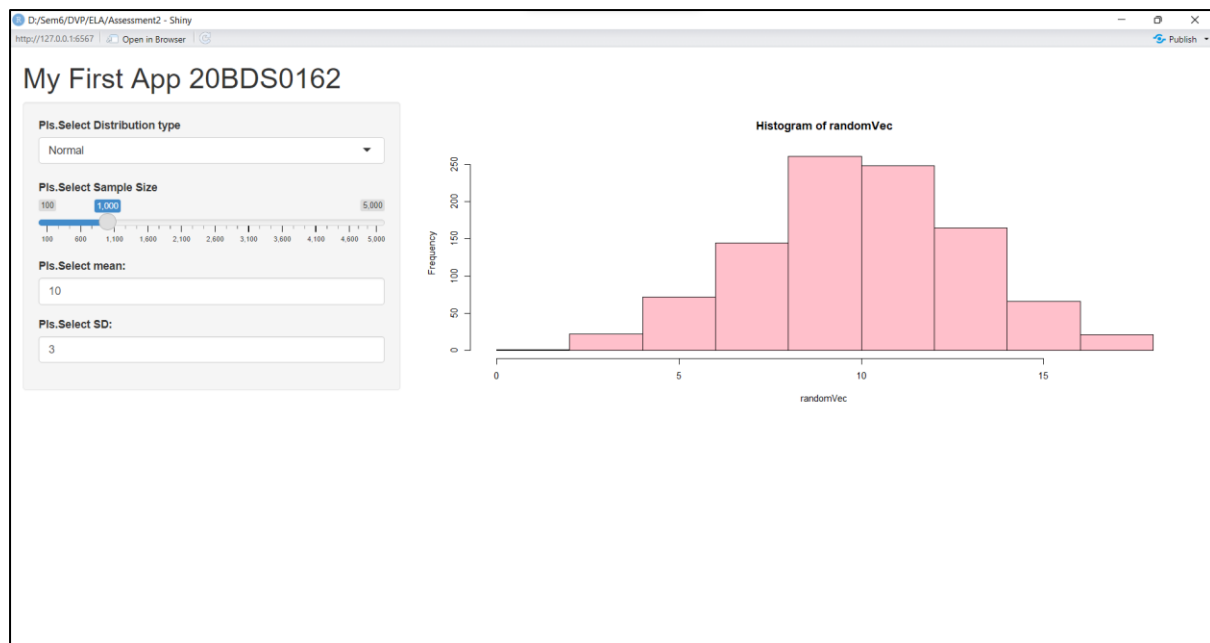 D:/Sem6/DVP/ELA/Assessment2 - Shiny
http://127.0.0.1:6567 Open in Browser Publish
My First App 20BDS0162
Pls.Select Distribution type
Normal
Pls.Select Sample Size
100 1,000 5,000
100 600 1,100 1,600 2,100 2,600 3,100 3,600 4,100 4,600 5,000
Pls.Select mean:
10
Pls.Select SD:
3
Histogram of randomVec
Frequency
250
200
150
100
50
0
0 5 10 15
randomVec